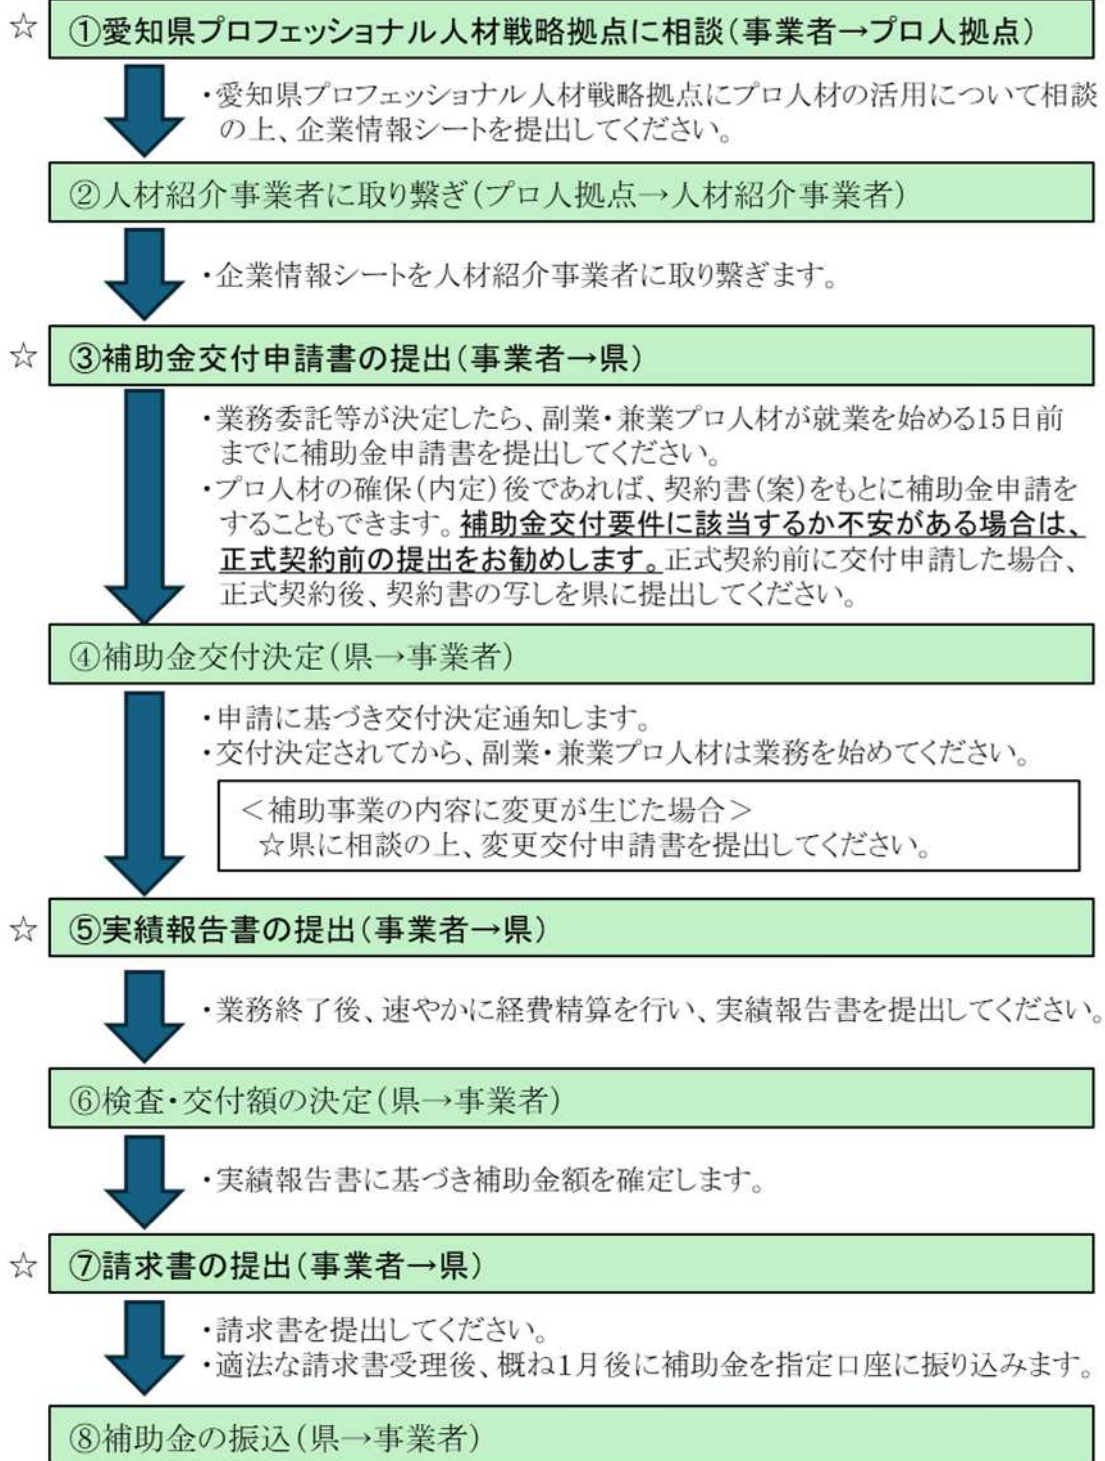 ☆ ①愛知県プロフェッショナル人材戦略拠点に相談(事業者→プロ人拠点)
・愛知県プロフェッショナル人材戦略拠点にプロ人材の活用について相談
の上、企業情報シートを提出してください。
②人材紹介事業者に取り繋ぎ(プロ人拠点→人材紹介事業者)
・企業情報シートを人材紹介事業者に取り繋ぎます。
☆ ③補助金交付申請書の提出(事業者→県)
・業務委託等が決定したら、副業・兼業プロ人材が就業を始める15日前
までに補助金申請書を提出してください。
・プロ人材の確保(内定)後であれば、契約書(案)をもとに補助金申請を
することもできます。補助金交付要件に該当するか不安がある場合は、
正式契約前の提出をお勧めします。正式契約前に交付申請した場合、
正式契約後、契約書の写しを県に提出してください。
④補助金交付決定(県→事業者)
・申請に基づき交付決定通知します。
・交付決定されてから、副業・兼業プロ人材は業務を始めてください。
＜補助事業の内容に変更が生じた場合＞
☆県に相談の上、変更交付申請書を提出してください。
☆ ⑤実績報告書の提出(事業者→県)
・業務終了後、速やかに経費精算を行い、実績報告書を提出してください。
⑥検査・交付額の決定(県→事業者)
・実績報告書に基づき補助金額を確定します。
☆ ⑦請求書の提出(事業者→県)
・請求書を提出してください。
・適法な請求書受理後、概ね1月後に補助金を指定口座に振り込みます。
⑧補助金の振込(県→事業者)